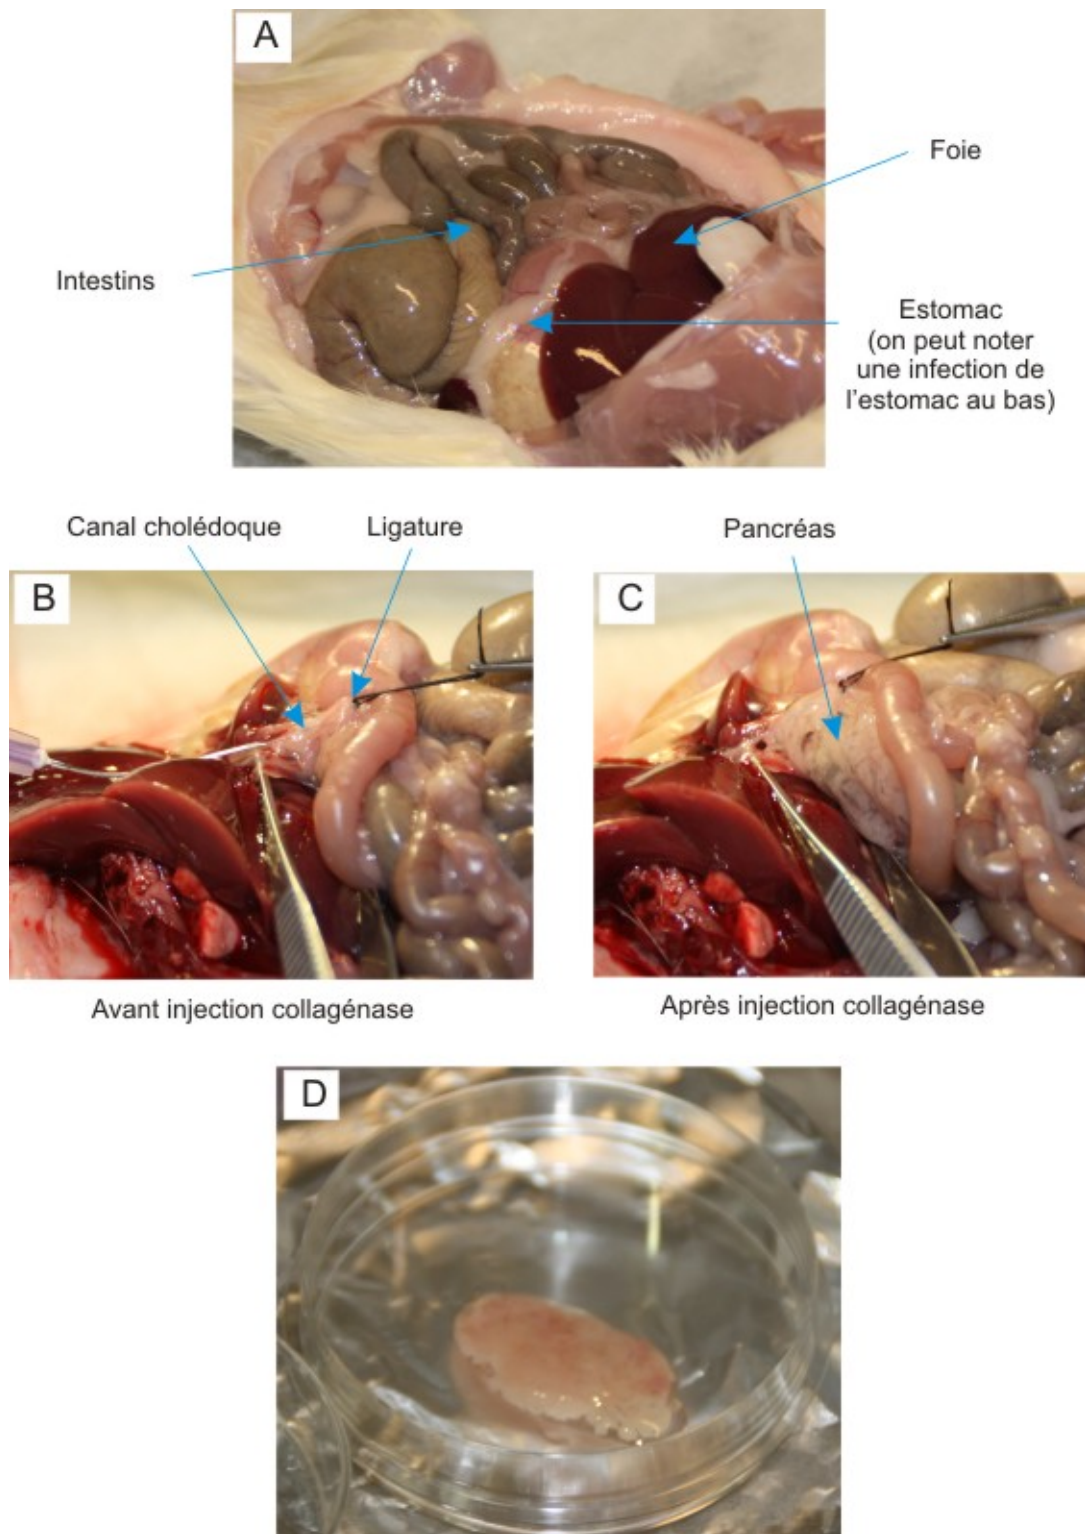 A
Foie
Intestins
Estomac
(on peut noter
une infection de
l'estomac au bas)
Canal cholédoque
Ligature
Pancréas
B
C
Avant injection collagénase
Après injection collagénase
D